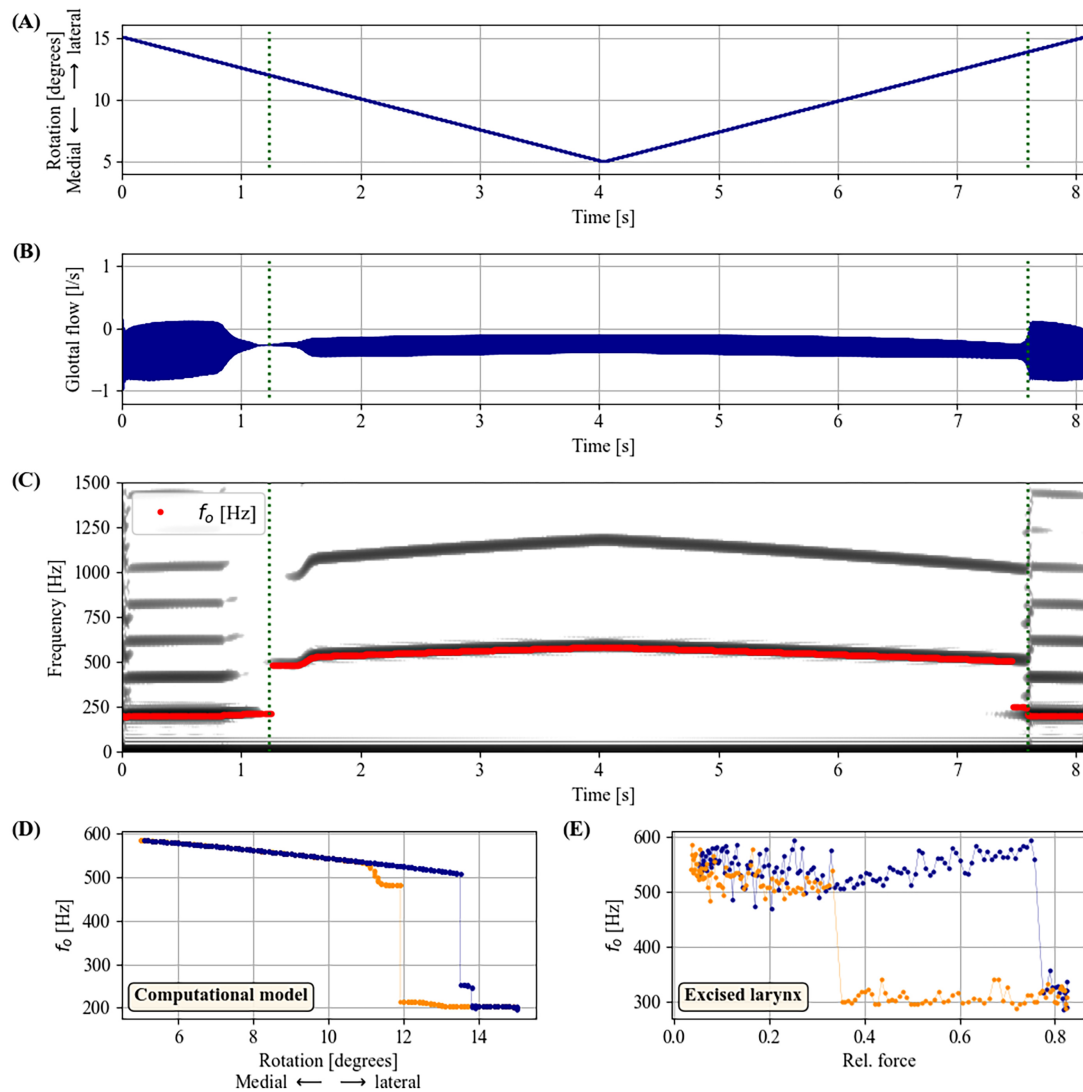 (A)
15
10
5
Rotation [degrees]
Medial ⟵ ⟶ lateral
0 1 2 3 4 5 6 7 8
Time [s]
(B)
1
0
−1
Glottal flow [l/s]
0 1 2 3 4 5 6 7 8
Time [s]
(C)
1500
1250
1000
750
500
250
0
Frequency [Hz]
fo [Hz]
0 1 2 3 4 5 6 7 8
Time [s]
(D)
600
500
400
300
200
fo [Hz]
Computational model
6 8 10 12 14
Rotation [degrees]
Medial ⟵ ⟶ lateral
(E)
600
500
400
300
fo [Hz]
Excised larynx
0.0 0.2 0.4 0.6 0.8
Rel. force